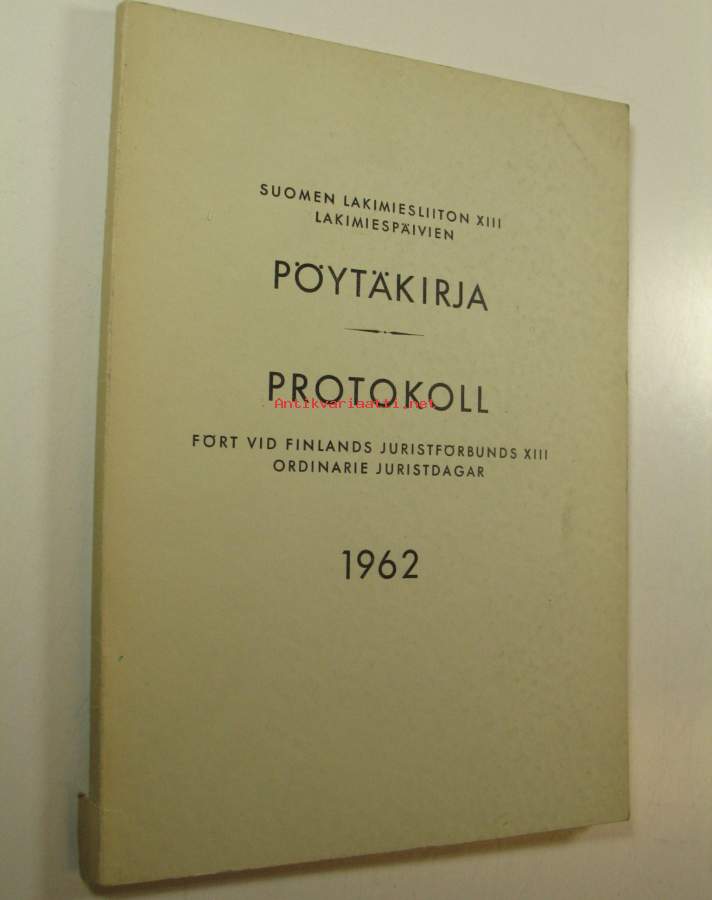 SUOMEN LAKIMIESLIITON XIII
LAKIMIESPÄIVIEN
PÖYTÄKIRJA
PROTOKOLL
Antikvariaatti.net
FÖRT VID FINLANDS JURISTFÖRBUNDS XIII
ORDINARIE JURISTDAGAR
1962